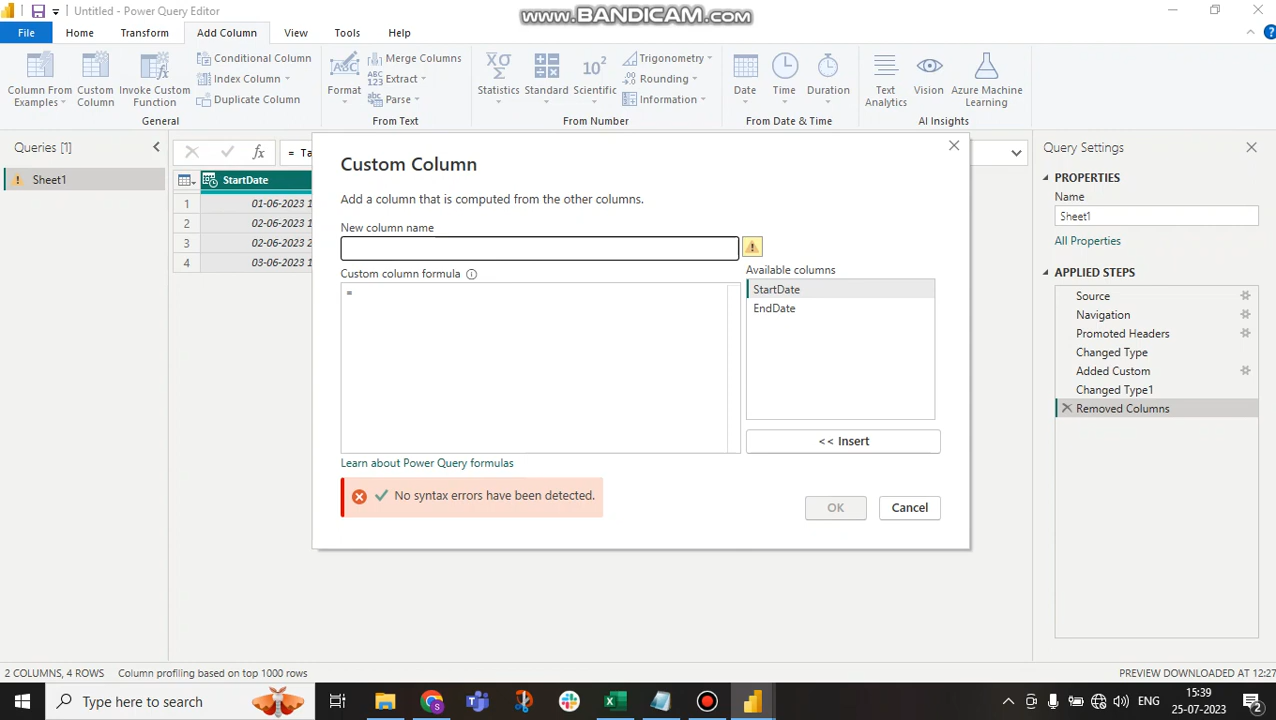 Untitled - Power Query Editor
www.BANDICAM.com
File Home Transform Add Column View Tools Help
Column From Examples
Custom Column
Invoke Custom Function
Conditional Column
Index Column
Duplicate Column
General
Format
Merge Columns
ABC 123 Extract
abc Parse
From Text
XΣσ Statistics
Standard
10² Scientific
Trigonometry
Rounding
Information
From Number
Date
Time
Duration
From Date & Time
Text Analytics
Vision
Azure Machine Learning
AI Insights
Queries [1]
Sheet1
fx = Ta
StartDate
1 01-06-2023 1
2 02-06-2023 1
3 02-06-2023 2
4 03-06-2023 1
Custom Column
Add a column that is computed from the other columns.
New column name
Custom column formula
=
Available columns
StartDate
EndDate
<< Insert
Learn about Power Query formulas
No syntax errors have been detected.
OK Cancel
Query Settings
PROPERTIES
Name
Sheet1
All Properties
APPLIED STEPS
Source
Navigation
Promoted Headers
Changed Type
Added Custom
Changed Type1
Removed Columns
2 COLUMNS, 4 ROWS Column profiling based on top 1000 rows
PREVIEW DOWNLOADED AT 12:27
Type here to search
ENG
15:39
25-07-2023
2